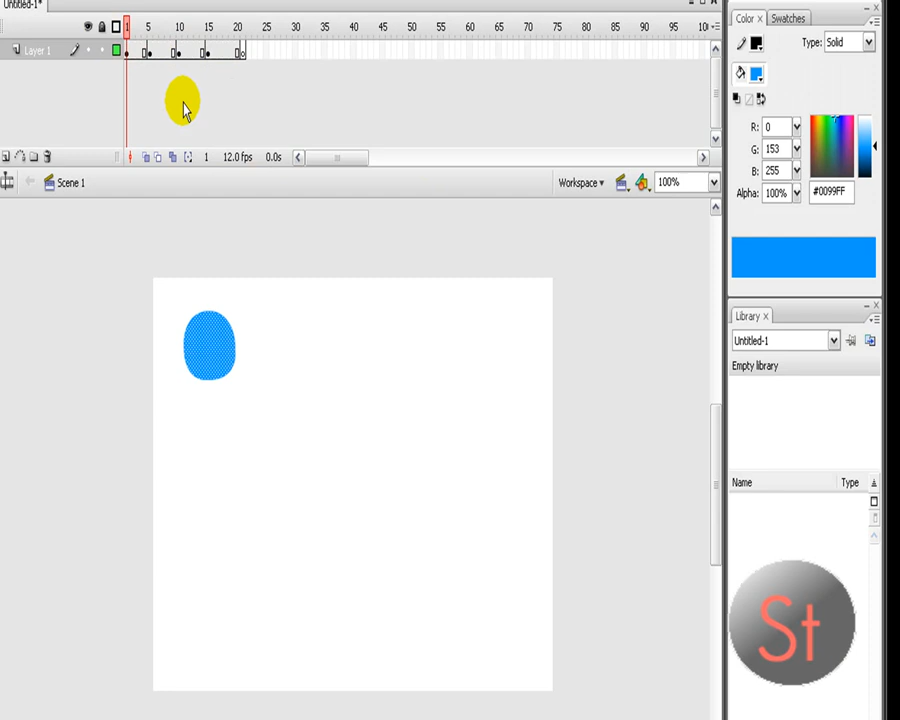 Untitled-1*
1 5 10 15 20 25 30 35 40 45 50 55 60 65 70 75 80 85 90 95 10
Layer 1
1 12.0 fps 0.0s
Scene 1
Workspace 100%
Color x Swatches
Type: Solid
R: 0
G: 153
B: 255
Alpha: 100% #0099FF
Library x
Untitled-1
Empty library
Name Type
St